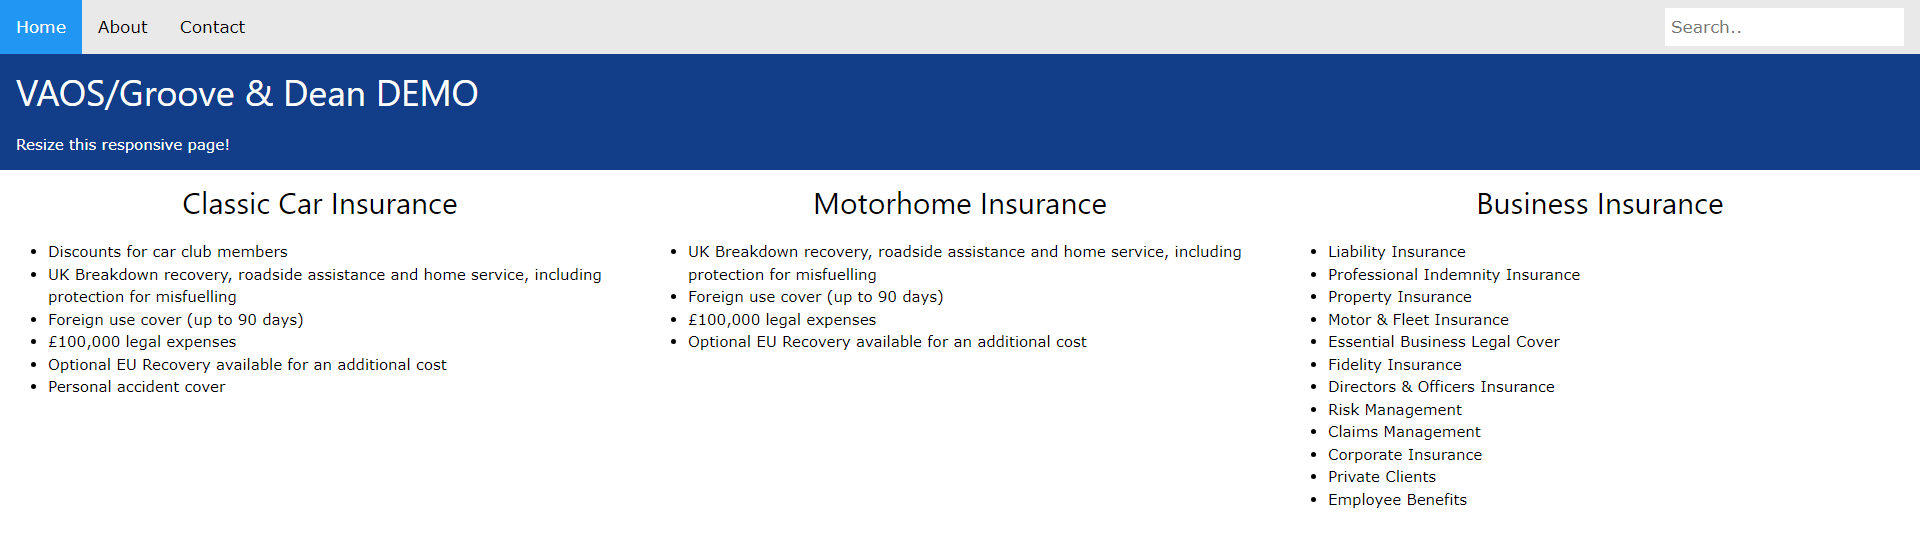 Home
About
Contact
Search..
VAOS/Groove & Dean DEMO
Resize this responsive page!
Classic Car Insurance
Discounts for car club members
UK Breakdown recovery, roadside assistance and home service, including
protection for misfuelling
Foreign use cover (up to 90 days)
£100,000 legal expenses
Optional EU Recovery available for an additional cost
Personal accident cover
Motorhome Insurance
UK Breakdown recovery, roadside assistance and home service, including
protection for misfuelling
Foreign use cover (up to 90 days)
£100,000 legal expenses
Optional EU Recovery available for an additional cost
Business Insurance
Liability Insurance
Professional Indemnity Insurance
Property Insurance
Motor & Fleet Insurance
Essential Business Legal Cover
Fidelity Insurance
Directors & Officers Insurance
Risk Management
Claims Management
Corporate Insurance
Private Clients
Employee Benefits